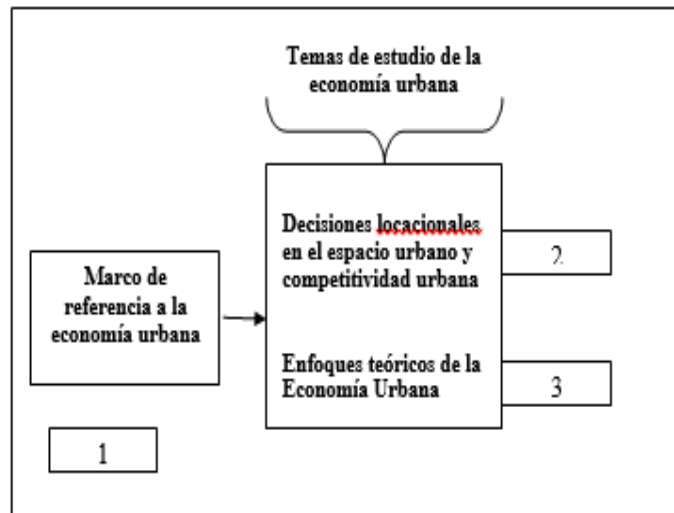 Temas de estudio de la
economía urbana
Decisiones locacionales
en el espacio urbano y
competitividad urbana
2
Marco de
referencia a la
economía urbana
Enfoques teóricos de la
Economía Urbana
3
1